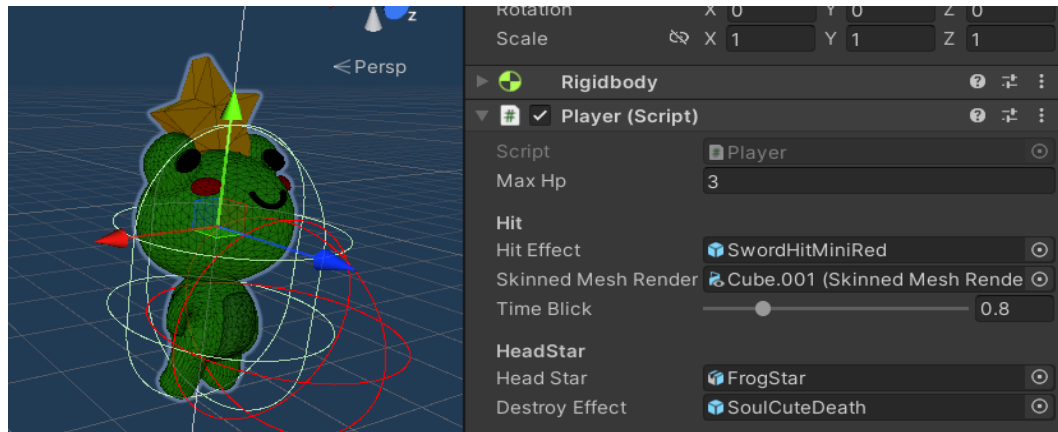 z
Persp
Rotation X 0 Y 0 Z 0
Scale X 1 Y 1 Z 1
Rigidbody
# Player (Script)
Script # Player
Max Hp 3
Hit
Hit Effect SwordHitMiniRed
Skinned Mesh Render Cube.001 (Skinned Mesh Rende
Time Blick 0.8
HeadStar
Head Star FrogStar
Destroy Effect SoulCuteDeath